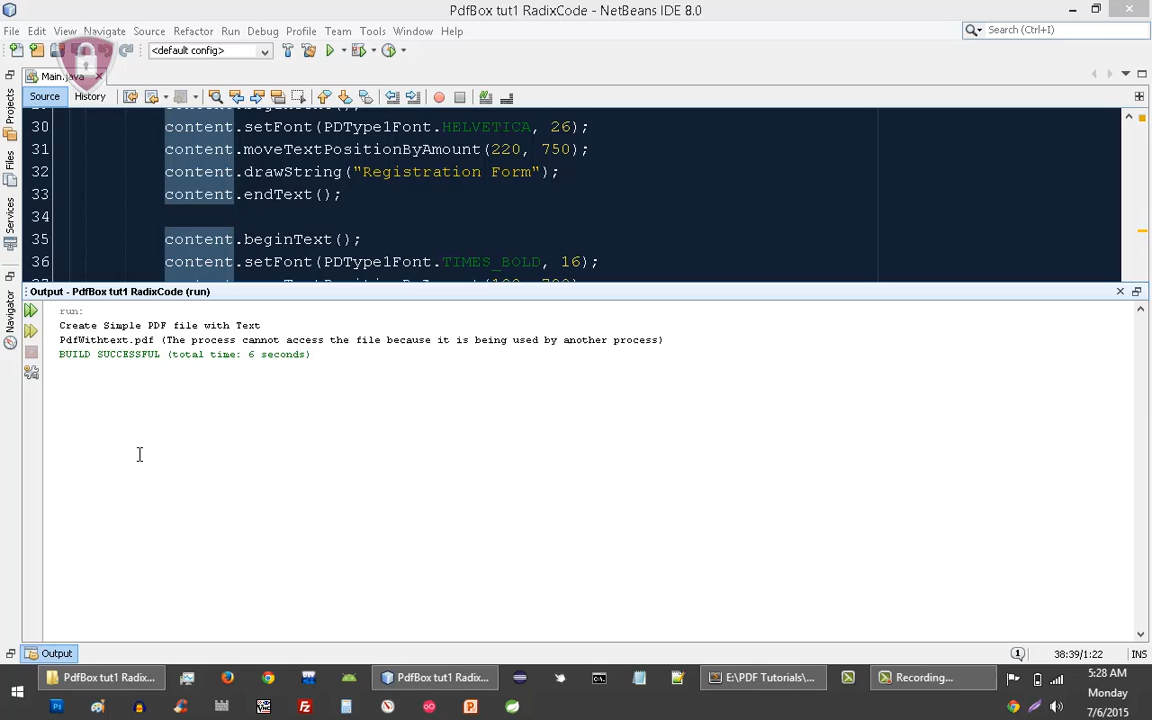 PdfBox tut1 RadixCode - NetBeans IDE 8.0
File Edit View Navigate Source Refactor Run Debug Profile Team Tools Window Help
Search (Ctrl+I)
<default config>
Main.java
Source History
Projects
Files
Services
Navigator
30 content.setFont(PDType1Font.HELVETICA, 26);
31 content.moveTextPositionByAmount(220, 750);
32 content.drawString("Registration Form");
33 content.endText();
34
35 content.beginText();
36 content.setFont(PDType1Font.TIMES_BOLD, 16);
Output - PdfBox tut1 RadixCode (run)
run:
Create Simple PDF file with Text
PdfWithtext.pdf (The process cannot access the file because it is being used by another process)
BUILD SUCCESSFUL (total time: 6 seconds)
Output
1 38:39/1:22 INS
PdfBox tut1 Radix...
PdfBox tut1 Radix...
E:\PDF Tutorials\...
Recording...
5:28 AM
Monday
7/6/2015